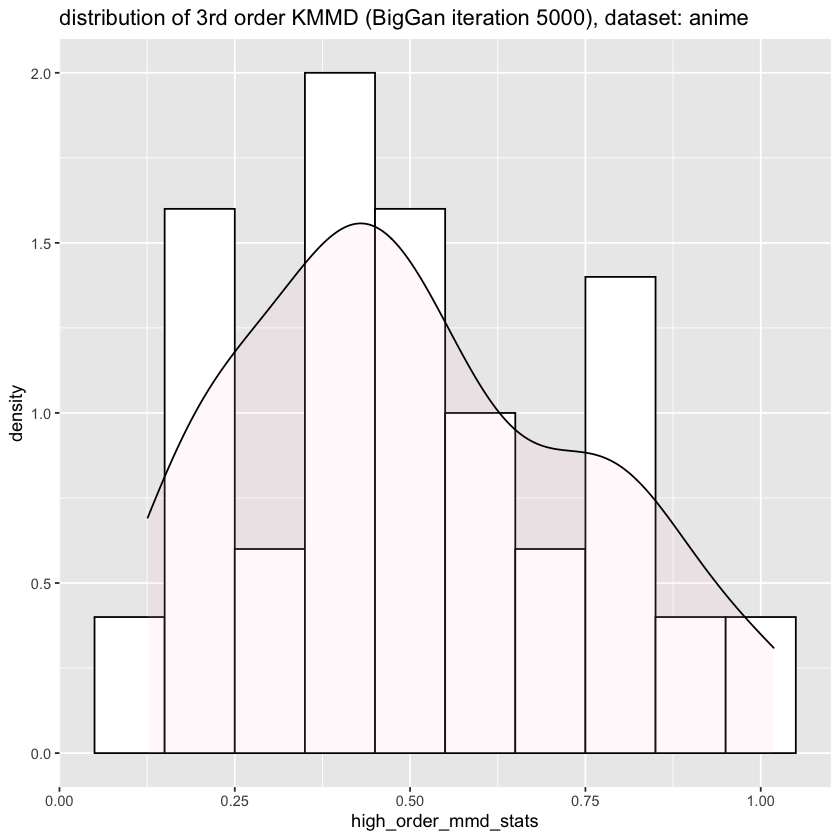 distribution of 3rd order KMMD (BigGan iteration 5000), dataset: anime
2.0
1.5
1.0
0.5
0.0
density
0.00 0.25 0.50 0.75 1.00
high_order_mmd_stats